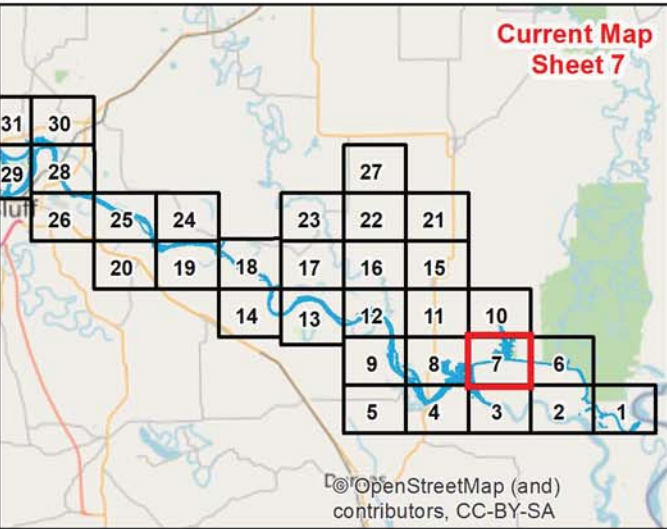 Current Map
Sheet 7
31 30
27
29 28
26 25 24 23 22 21
20 19 18 17 16 15
14 13 12 11 10
9 8 7 6
5 4 3 2 1
© OpenStreetMap (and)
contributors, CC-BY-SA